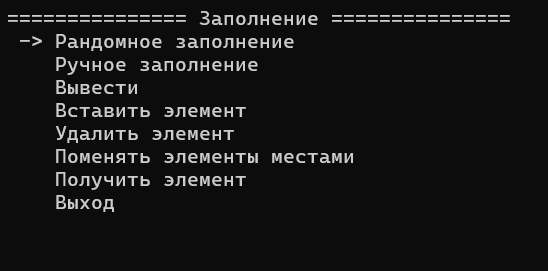 =============== Заполнение ===============
-> Рандомное заполнение
Ручное заполнение
Вывести
Вставить элемент
Удалить элемент
Поменять элементы местами
Получить элемент
Выход